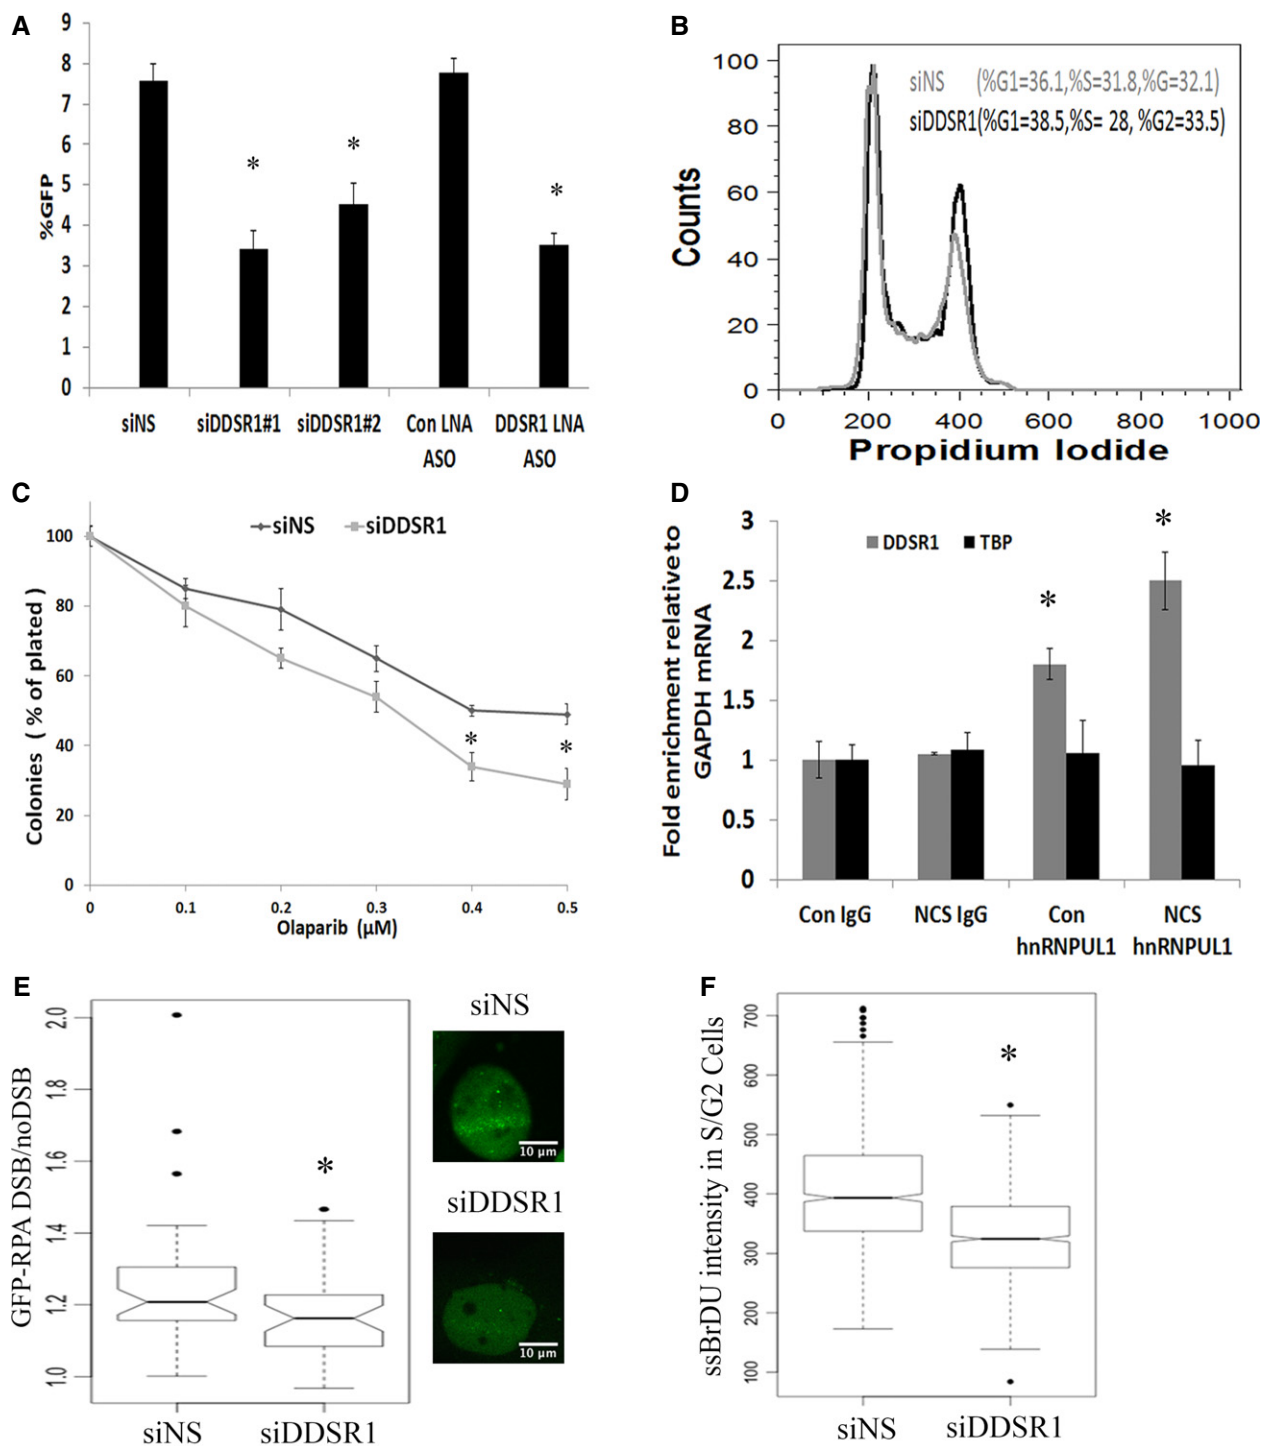 A
9
8
7
6
5
4
3
2
1
0
%GFP
*
*
*
siNS
siDDSR1#1
siDDSR1#2
Con LNA
ASO
DDSR1 LNA
ASO
B
100
80
60
40
20
0
Counts
siNS (%G1=36.1,%S=31.8,%G=32.1)
siDDSR1(%G1=38.5,%S= 28, %G2=33.5)
0 200 400 600 800 1000
Propidium Iodide
C
100
80
60
40
20
0
Colonies ( % of plated )
siNS siDDSR1
*
*
0 0.1 0.2 0.3 0.4 0.5
Olaparib (µM)
D
3
2.5
2
1.5
1
0.5
0
Fold enrichment relative to
GAPDH mRNA
DDSR1 TBP
*
*
Con IgG
NCS IgG
Con
hnRNPUL1
NCS
hnRNPUL1
E
2.0
1.8
1.6
1.4
1.2
1.0
GFP-RPA DSB/noDSB
*
siNS siDDSR1
siNS
10 µm
siDDSR1
10 µm
F
700
600
500
400
300
200
100
ssBrDU intensity in S/G2 Cells
*
siNS siDDSR1